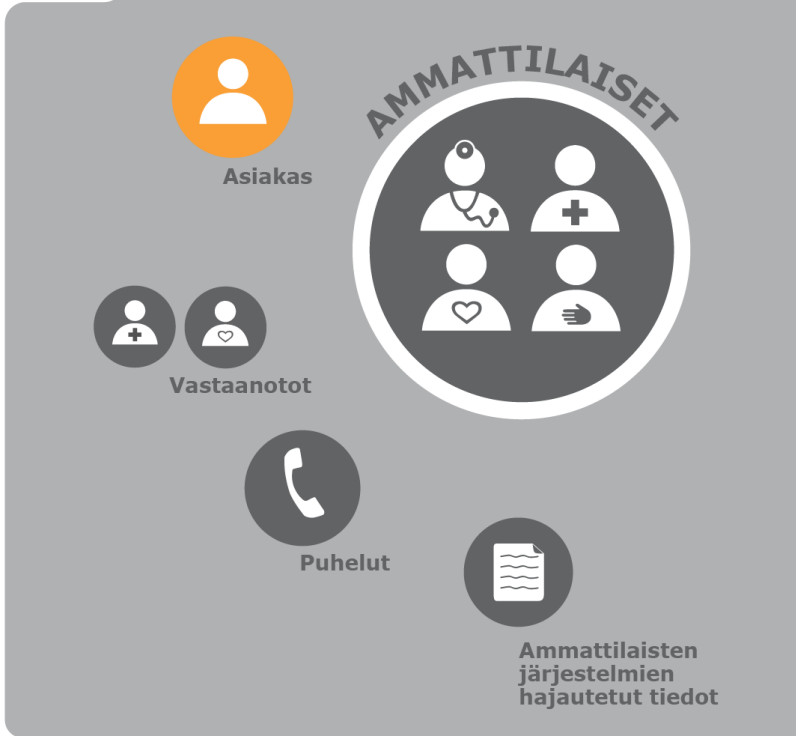 AMMATTILAISET
Asiakas
Vastaanotot
Puhelut
Ammattilaisten
järjestelmien
hajautetut tiedot